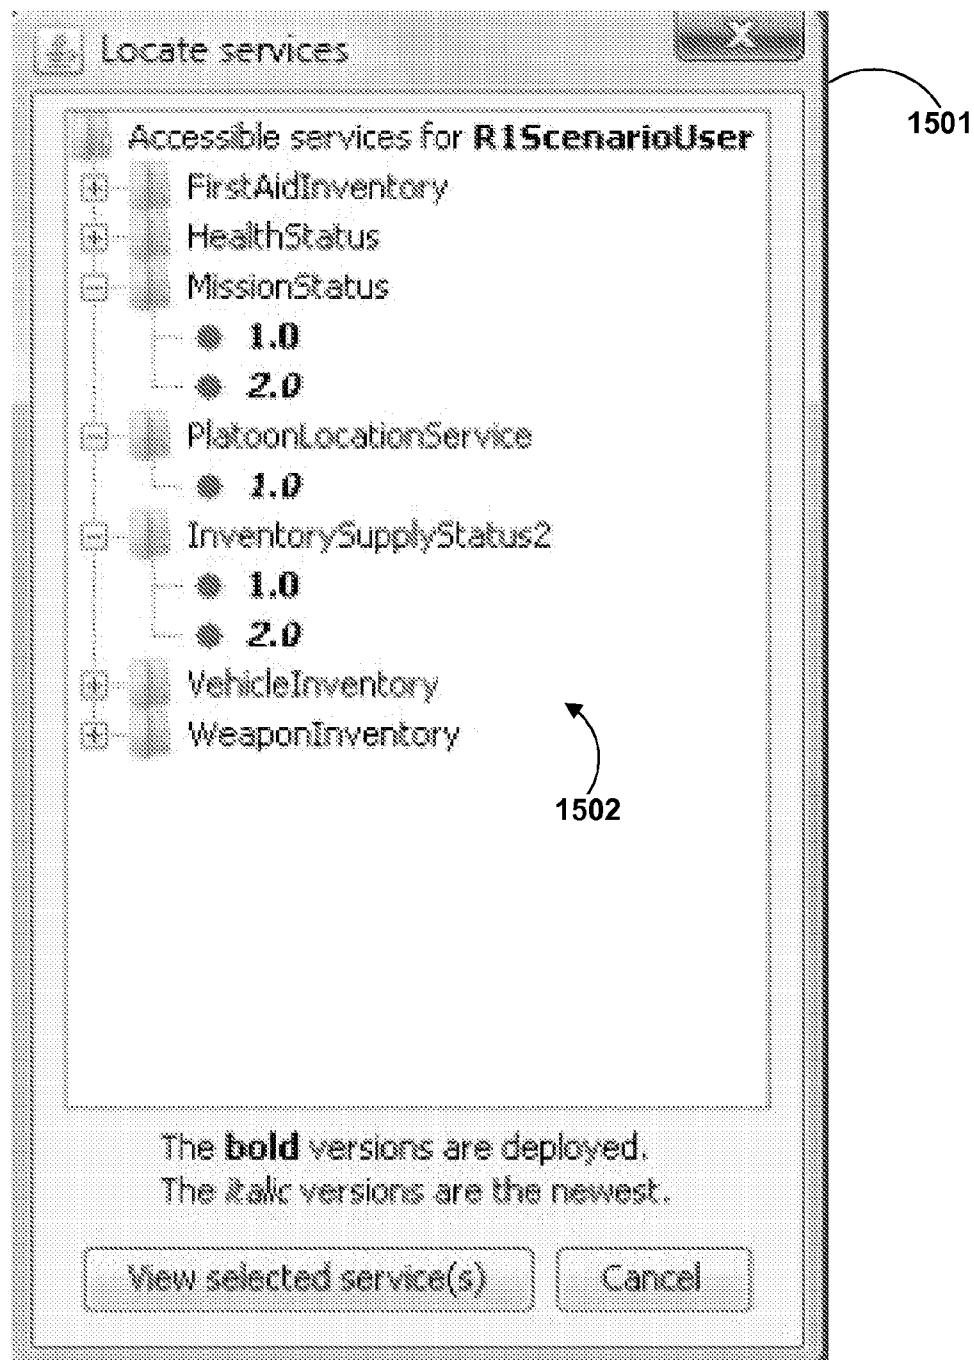 Locate services
X
1501
Accessible services for R1ScenarioUser
FirstAidInventory
HealthStatus
MissionStatus
1.0
2.0
PlatoonLocationService
1.0
InventorySupplyStatus2
1.0
2.0
VehicleInventory
WeaponInventory
1502
The bold versions are deployed.
The italic versions are the newest.
View selected service(s) Cancel